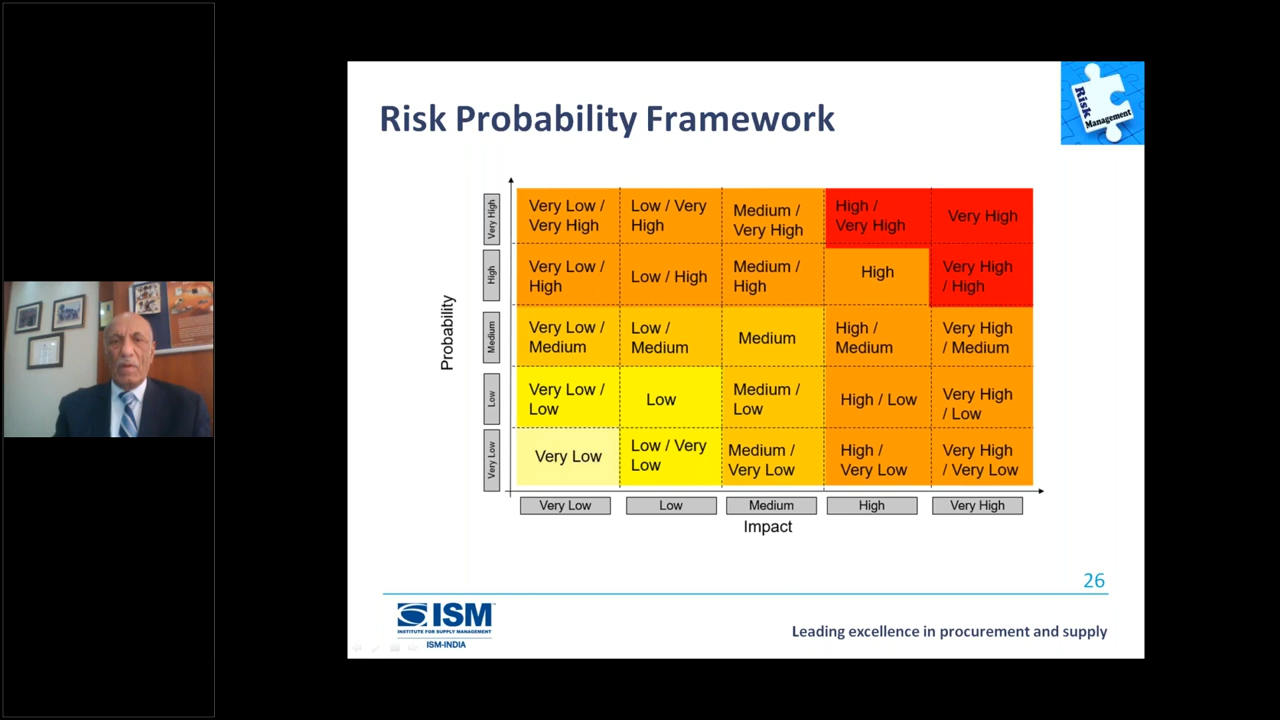 Risk Probability Framework
Risk
Management
Probability
Very High
High
Medium
Low
Very Low
Very Low /
Very High
Low / Very
High
Medium /
Very High
High /
Very High
Very High
Very Low /
High
Low / High
Medium /
High
High
Very High
/ High
Very Low /
Medium
Low /
Medium
Medium
High /
Medium
Very High
/ Medium
Very Low /
Low
Low
Medium /
Low
High / Low
Very High
/ Low
Very Low
Low / Very
Low
Medium /
Very Low
High /
Very Low
Very High
/ Very Low
Very Low
Low
Medium
High
Very High
Impact
26
ISM
INSTITUTE FOR SUPPLY MANAGEMENT
ISM-INDIA
Leading excellence in procurement and supply